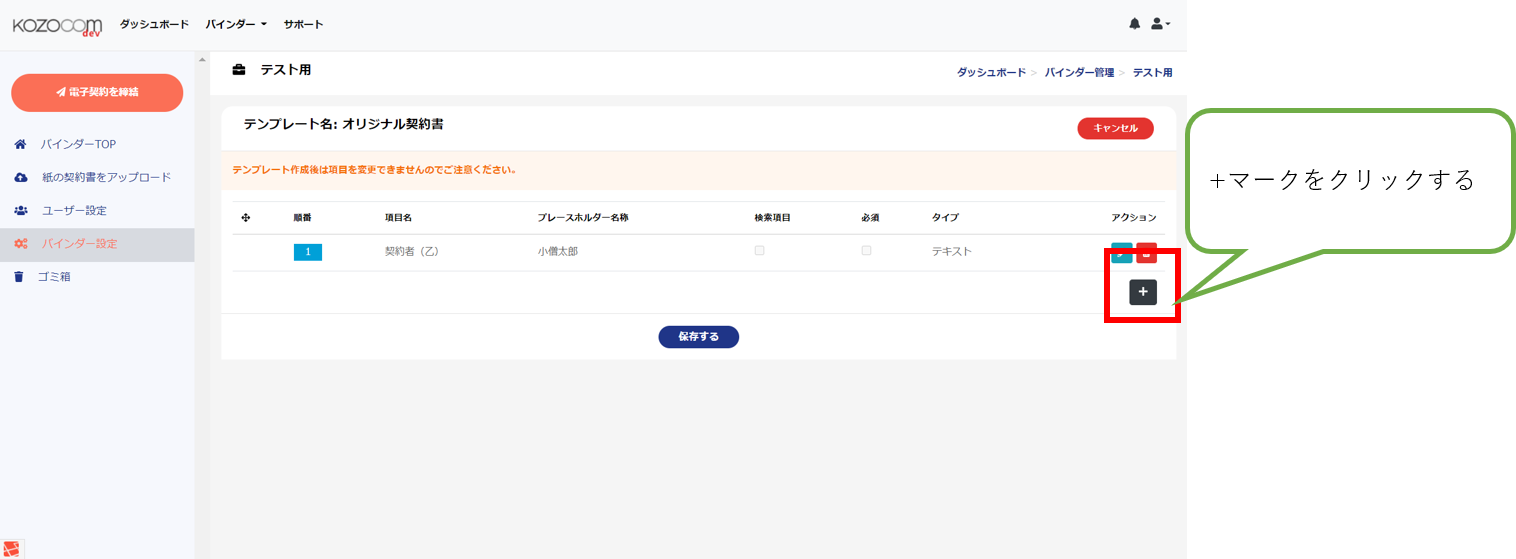 KOZOCOM dev ダッシュボード バインダー サポート
テスト用
ダッシュボード > バインダー管理 > テスト用
電子契約を締結
バインダーTOP
紙の契約書をアップロード
ユーザー設定
バインダー設定
ゴミ箱
テンプレート名: オリジナル契約書
キャンセル
テンプレート作成後は項目を変更できませんのでご注意ください。
順番 項目名 プレースホルダー名称 検索項目 必須 タイプ アクション
1 契約者（乙） 小僧太郎 テキスト
+
保存する
+マークをクリックする